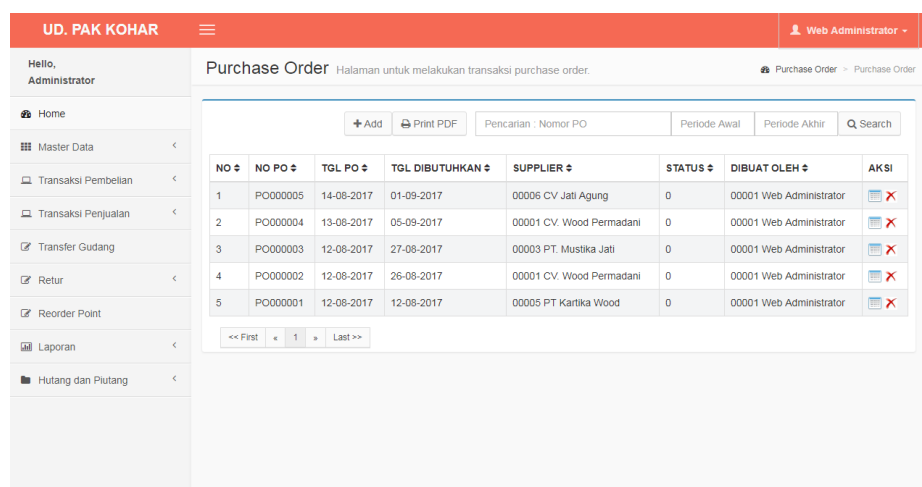 UD. PAK KOHAR
Web Administrator
Hello,
Administrator
Purchase Order Halaman untuk melakukan transaksi purchase order.
Purchase Order > Purchase Order
Home
Master Data
Transaksi Pembelian
Transaksi Penjualan
Transfer Gudang
Retur
Reorder Point
Laporan
Hutang dan Piutang
+ Add Print PDF Pencarian : Nomor PO Periode Awal Periode Akhir Search
NO NO PO TGL PO TGL DIBUTUHKAN SUPPLIER STATUS DIBUAT OLEH AKSI
1 PO000005 14-08-2017 01-09-2017 00006 CV Jati Agung 0 00001 Web Administrator
2 PO000004 13-08-2017 05-09-2017 00001 CV. Wood Permadani 0 00001 Web Administrator
3 PO000003 12-08-2017 27-08-2017 00003 PT. Mustika Jati 0 00001 Web Administrator
4 PO000002 12-08-2017 26-08-2017 00001 CV. Wood Permadani 0 00001 Web Administrator
5 PO000001 12-08-2017 12-08-2017 00005 PT Kartika Wood 0 00001 Web Administrator
<< First « 1 » Last >>